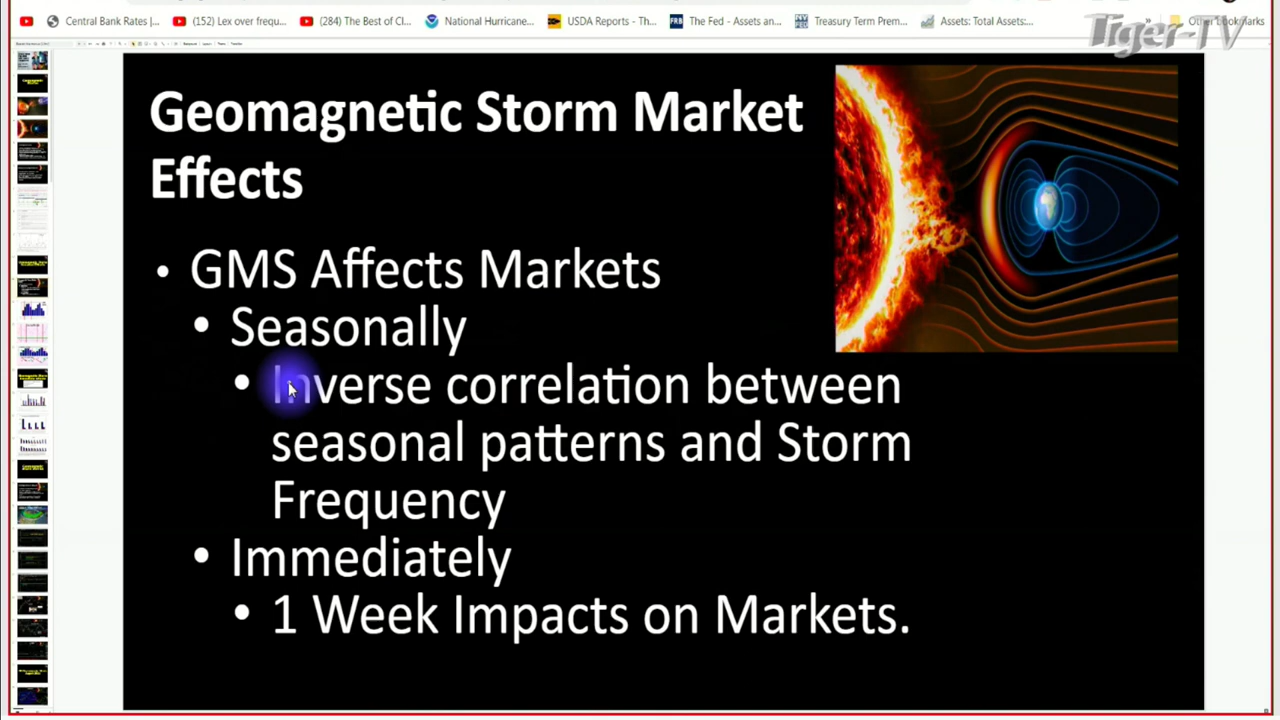 Central Bank Rates |...
(152) Lex over frequ...
(284) The Best of Cl...
National Hurricane...
USDA Reports - Th...
The Fed - Assets an...
Treasury Term Prem...
Assets: Total Assets:...
Other Bookmarks
Tiger-TV
Geomagnetic Storm Market
Effects
• GMS Affects Markets
• Seasonally
• Inverse correlation between
seasonal patterns and Storm
Frequency
• Immediately
• 1 Week Impacts on Markets.